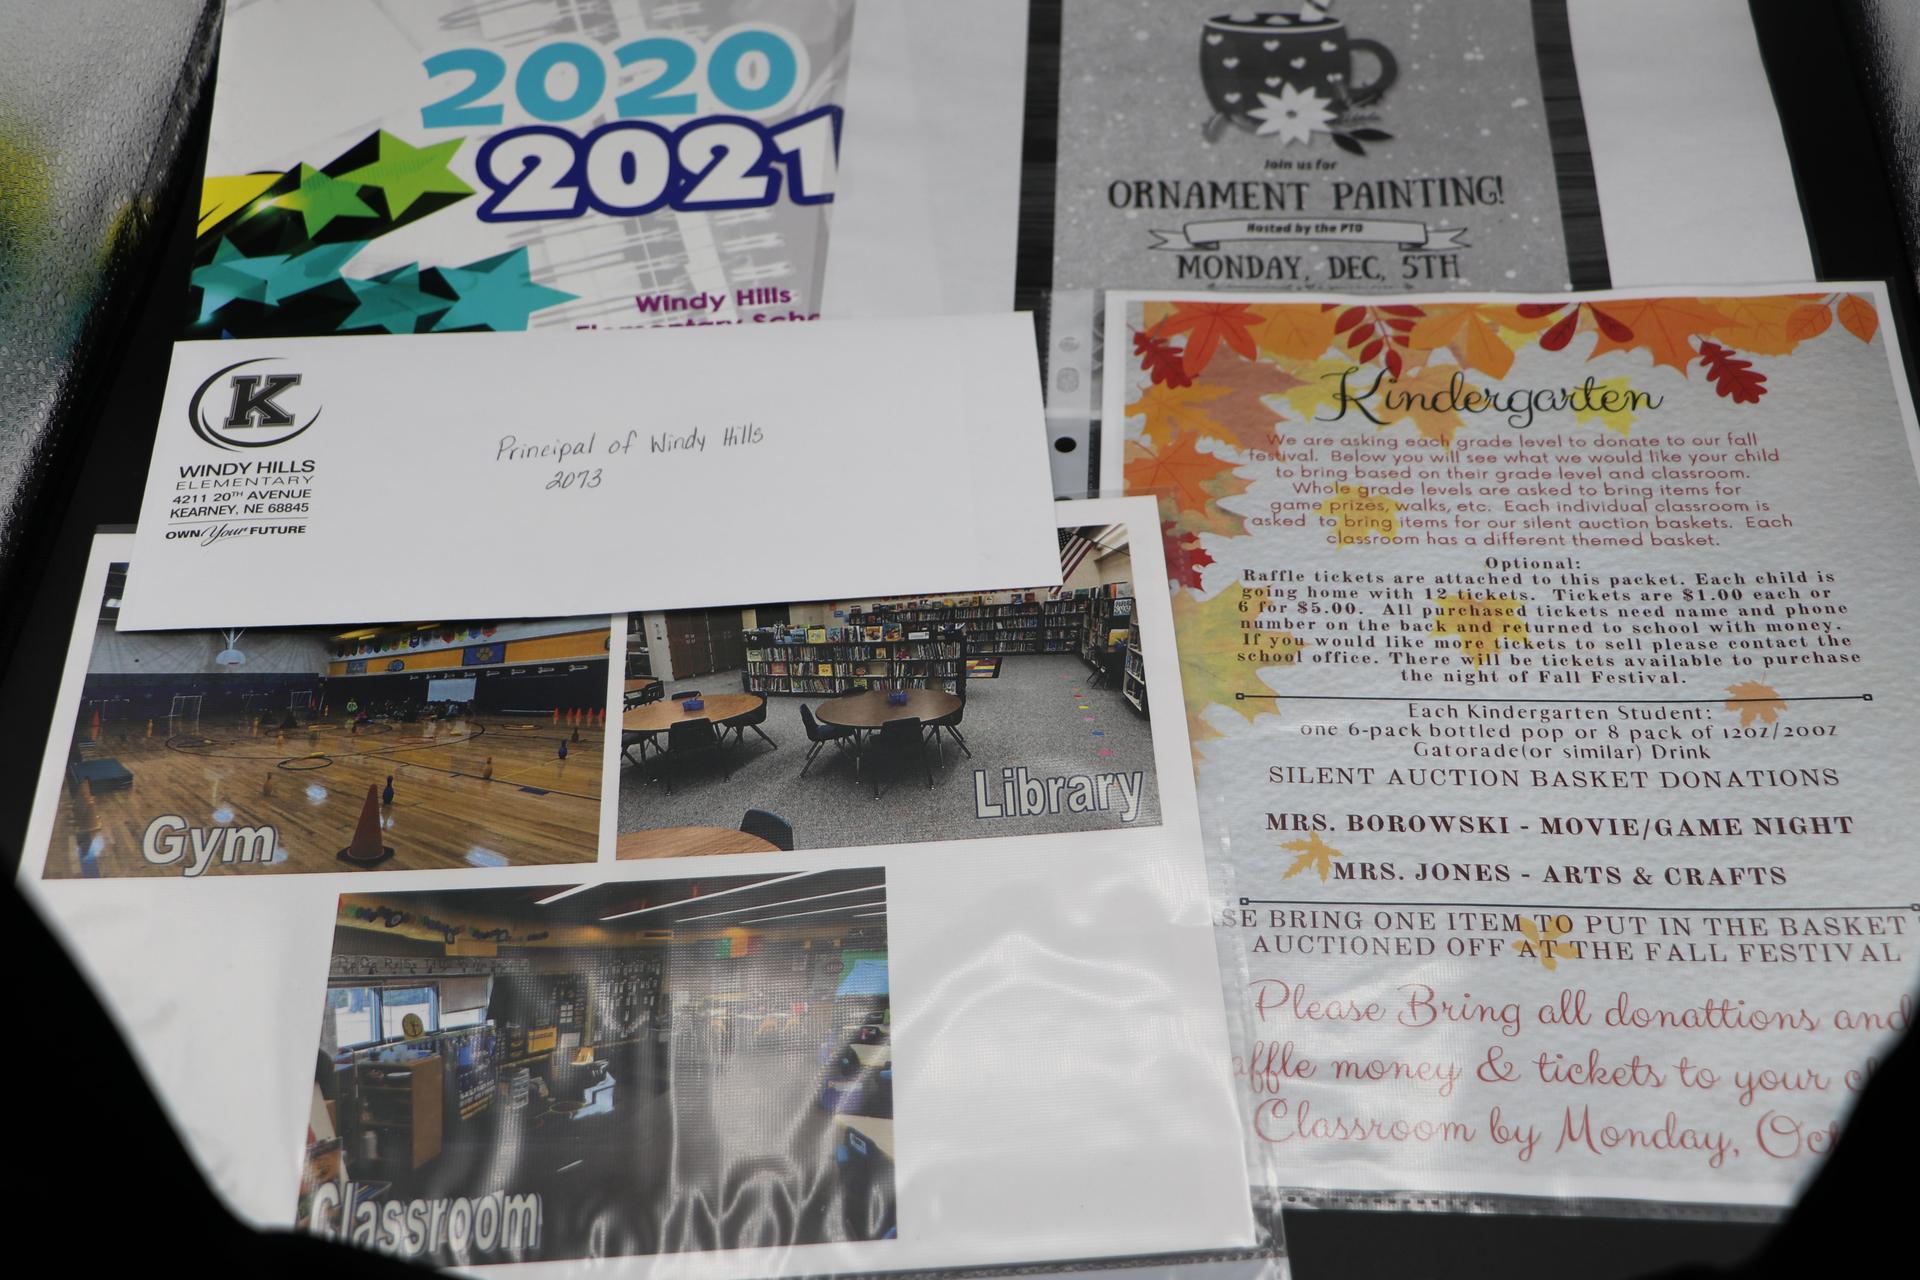 2020
2021
Windy Hills
Elementary
Join us for
ORNAMENT PAINTING!
Hosted by the PTO
MONDAY, DEC, 5TH
K
WINDY HILLS
ELEMENTARY
4211 20TH AVENUE
KEARNEY, NE 68845
OWN Your FUTURE
Principal of Windy Hills
2073
Gym
Library
Classroom
Kindergarten
We are asking each grade level to donate to our fall
festival. Below you will see what we would like your child
to bring based on their grade level and classroom.
Whole grade levels are asked to bring items for
game prizes, walks, etc. Each individual classroom is
asked to bring items for our silent auction baskets. Each
classroom has a different themed basket.
Optional:
Raffle tickets are attached to this packet. Each child is
going home with 12 tickets. Tickets are $1.00 each or
6 for $5.00. All purchased tickets need name and phone
number on the back and returned to school with money.
If you would like more tickets to sell please contact the
school office. There will be tickets available to purchase
the night of Fall Festival.
Each Kindergarten Student:
one 6-pack bottled pop or 8 pack of 12oz/20oz
Gatorade(or similar) Drink
SILENT AUCTION BASKET DONATIONS
MRS. BOROWSKI - MOVIE/GAME NIGHT
MRS. JONES - ARTS & CRAFTS
SE BRING ONE ITEM TO PUT IN THE BASKET
AUCTIONED OFF AT THE FALL FESTIVAL
Please Bring all donattions and
affle money & tickets to your
Classroom by Monday, Oct